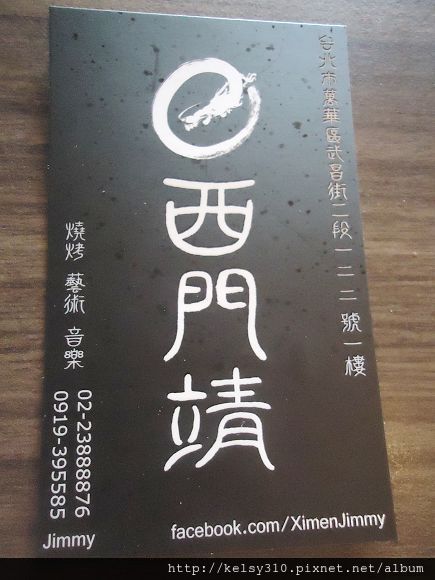 台北市萬華區武昌街二段一二二號一樓
西門靖
燒烤 藝術 音樂
02-23888876
0919-395585
Jimmy
facebook.com/XimenJimmy
http://kelsy310.pixnet.net/album